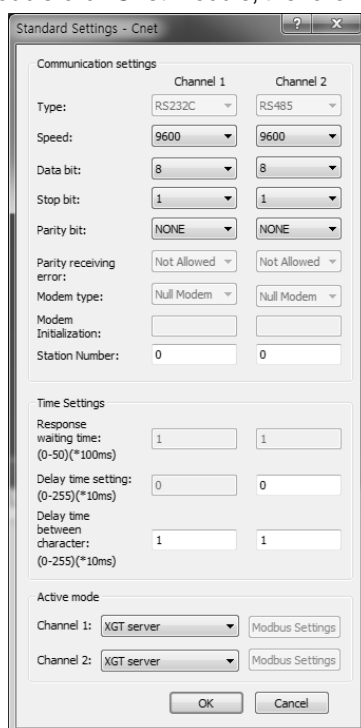 Standard Settings - Cnet
Communication settings
Channel 1 Channel 2
Type: RS232C RS485
Speed: 9600 9600
Data bit: 8 8
Stop bit: 1 1
Parity bit: NONE NONE
Parity receiving
error: Not Allowed Not Allowed
Modem type: Null Modem Null Modem
Modem
Initialization:
Station Number: 0 0
Time Settings
Response
waiting time: 1 1
(0-50)(*100ms)
Delay time setting: 0 0
(0-255)(*10ms)
Delay time
between
character: 1 1
(0-255)(*10ms)
Active mode
Channel 1: XGT server Modbus Settings
Channel 2: XGT server Modbus Settings
OK Cancel